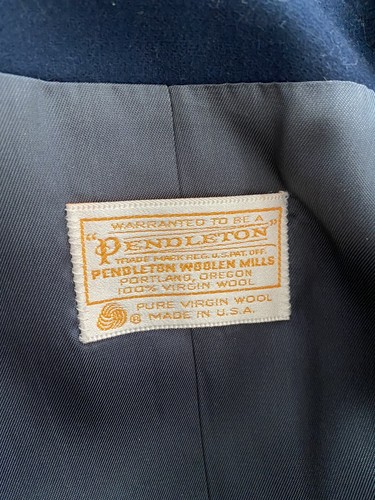 WARRANTED TO BE A
"PENDLETON"
TRADE MARK REG. U.S. PAT. OFF.
PENDLETON WOOLEN MILLS
PORTLAND, OREGON
100% VIRGIN WOOL
PURE VIRGIN WOOL
® MADE IN U.S.A.